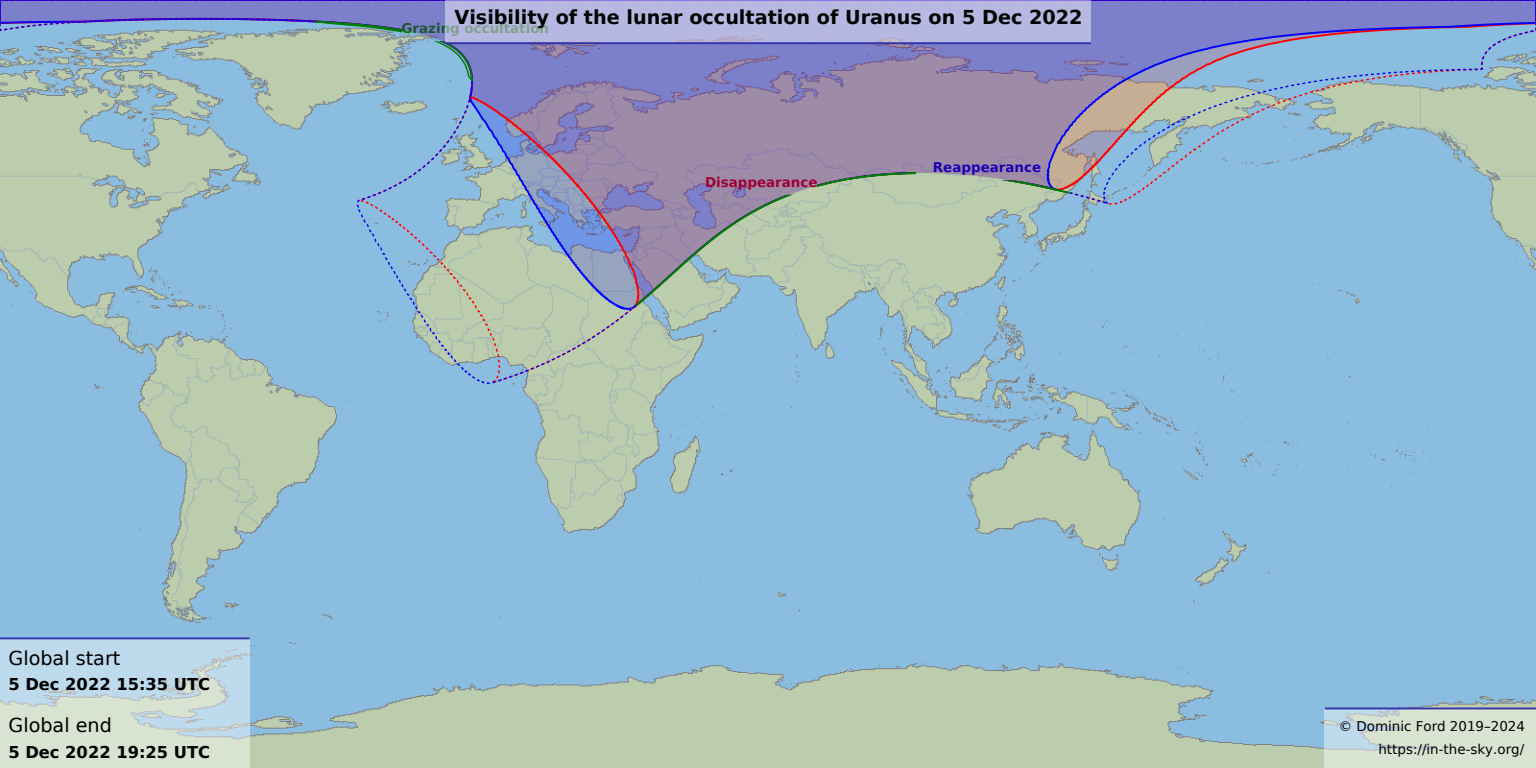 Visibility of the lunar occultation of Uranus on 5 Dec 2022
Grazing occultation
Reappearance
Disappearance
Global start
5 Dec 2022 15:35 UTC
Global end
5 Dec 2022 19:25 UTC
© Dominic Ford 2019–2024
https://in-the-sky.org/